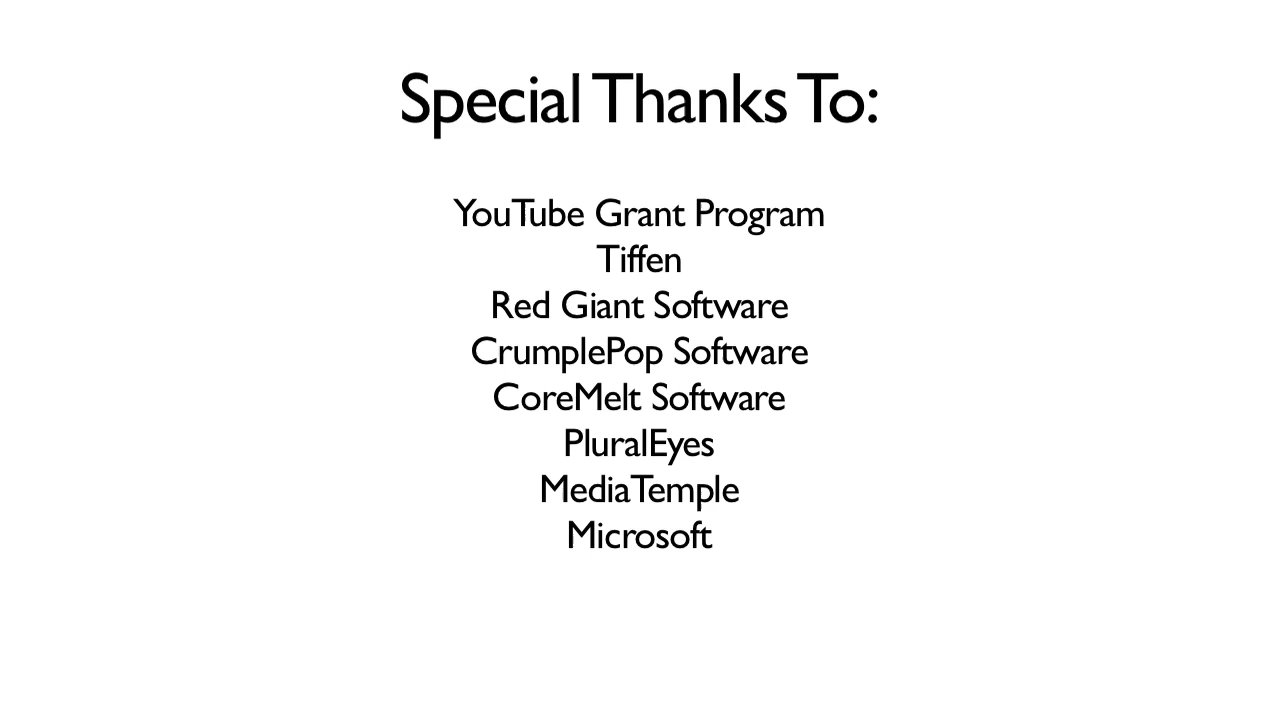 Special Thanks To:
YouTube Grant Program
Tiffen
Red Giant Software
CrumplePop Software
CoreMelt Software
PluralEyes
MediaTemple
Microsoft